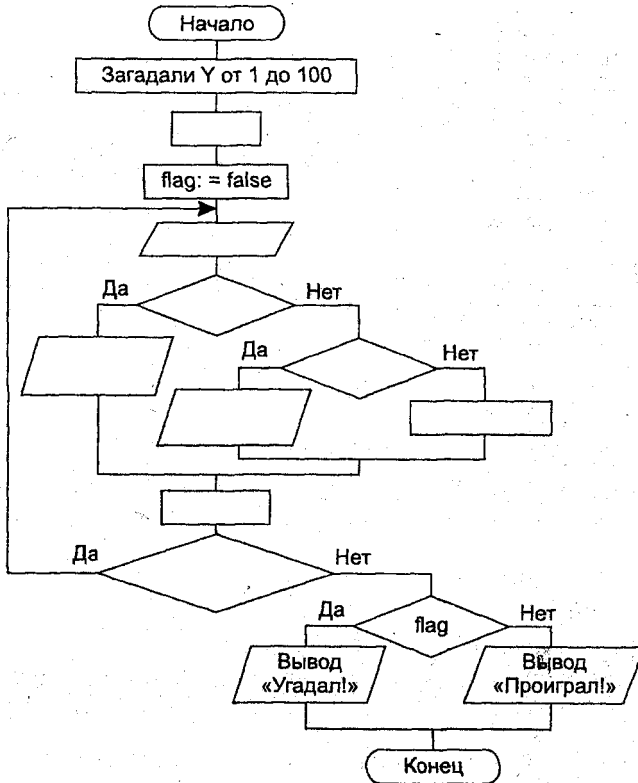 Начало
Загадали Y от 1 до 100
flag: = false
Да
Нет
Да
Нет
Да
Нет
Да
flag
Нет
Вывод
«Угадал!»
Вывод
«Проиграл!»
Конец